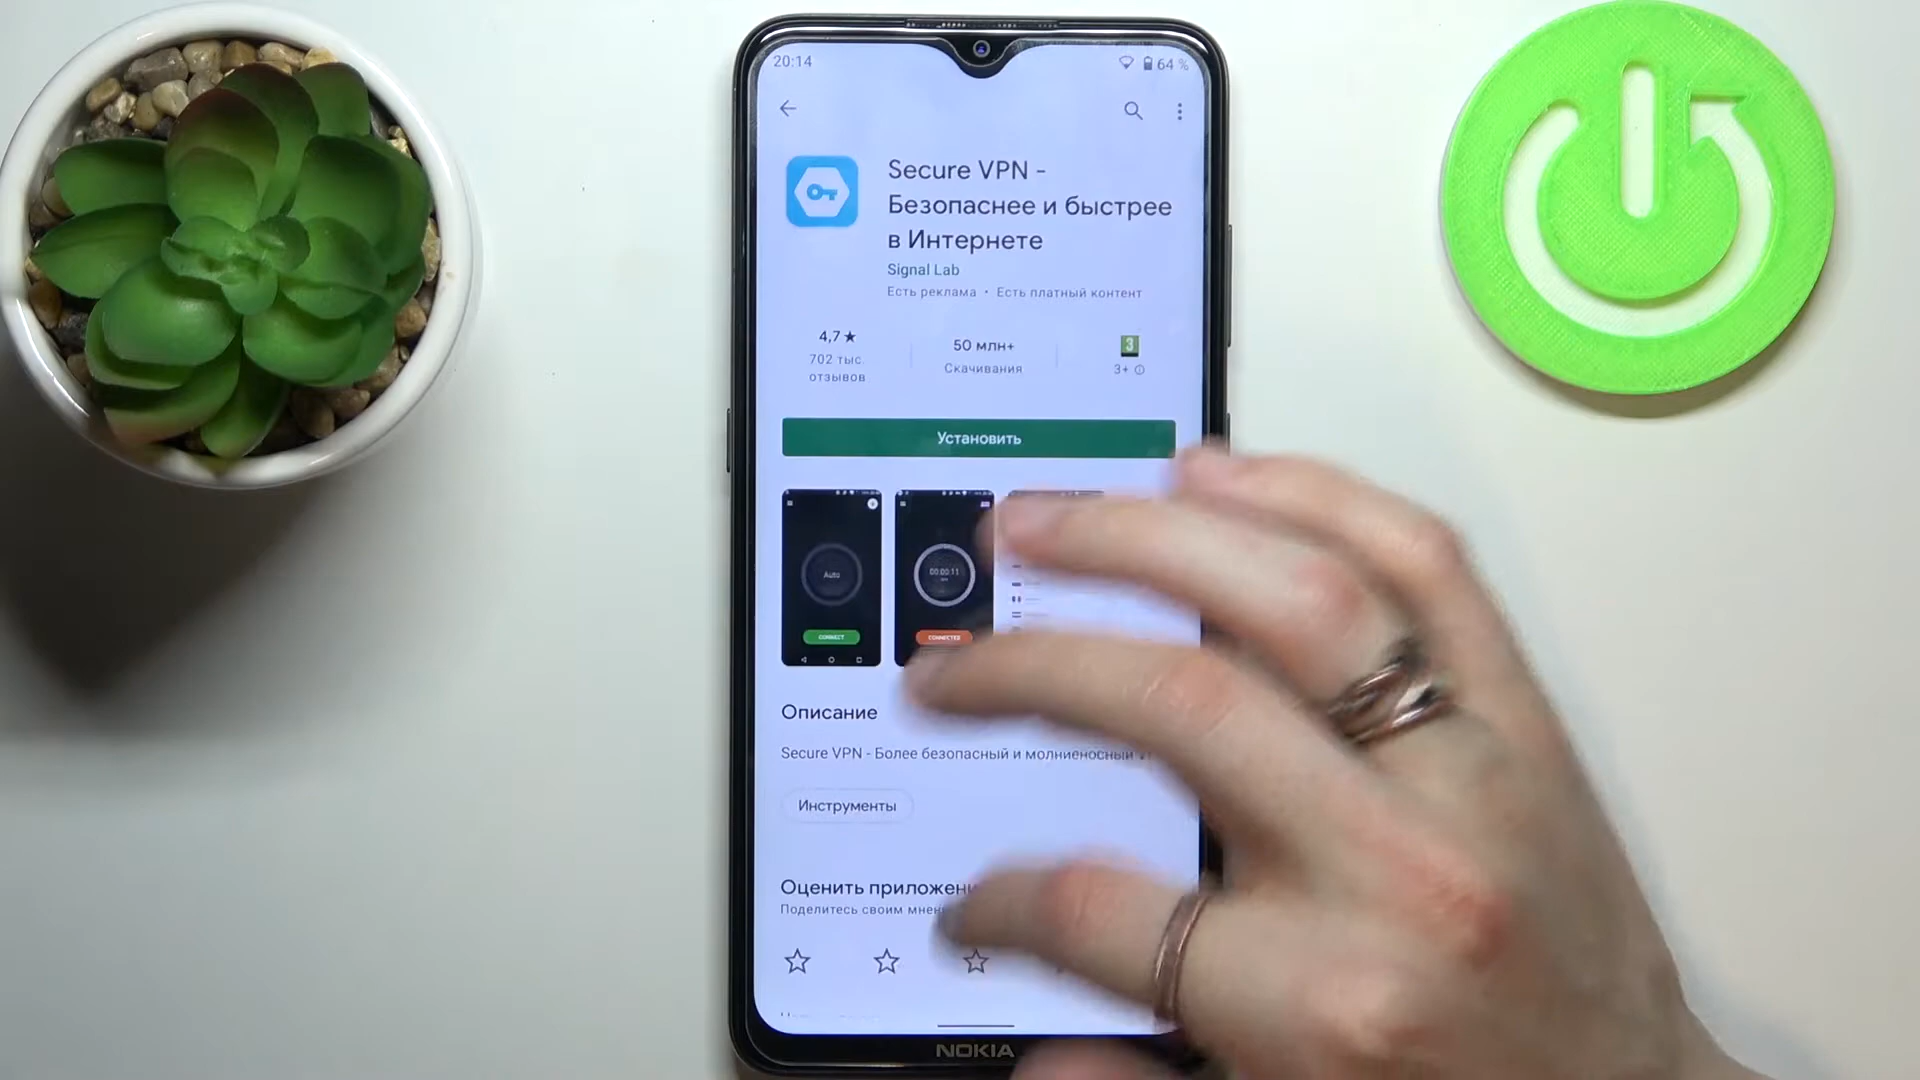 20:14
64 %
Secure VPN -
Безопаснее и быстрее
в Интернете
Signal Lab
Есть реклама • Есть платный контент
4,7 ★
702 тыс.
отзывов
50 млн+
Скачивания
3
3+
Установить
Auto
CONNECT
00:00:11
CONNECTED
Описание
Secure VPN - Более безопасный и молниеносный
Инструменты
Оценить приложени
Поделитесь своим мнен
NOKIA